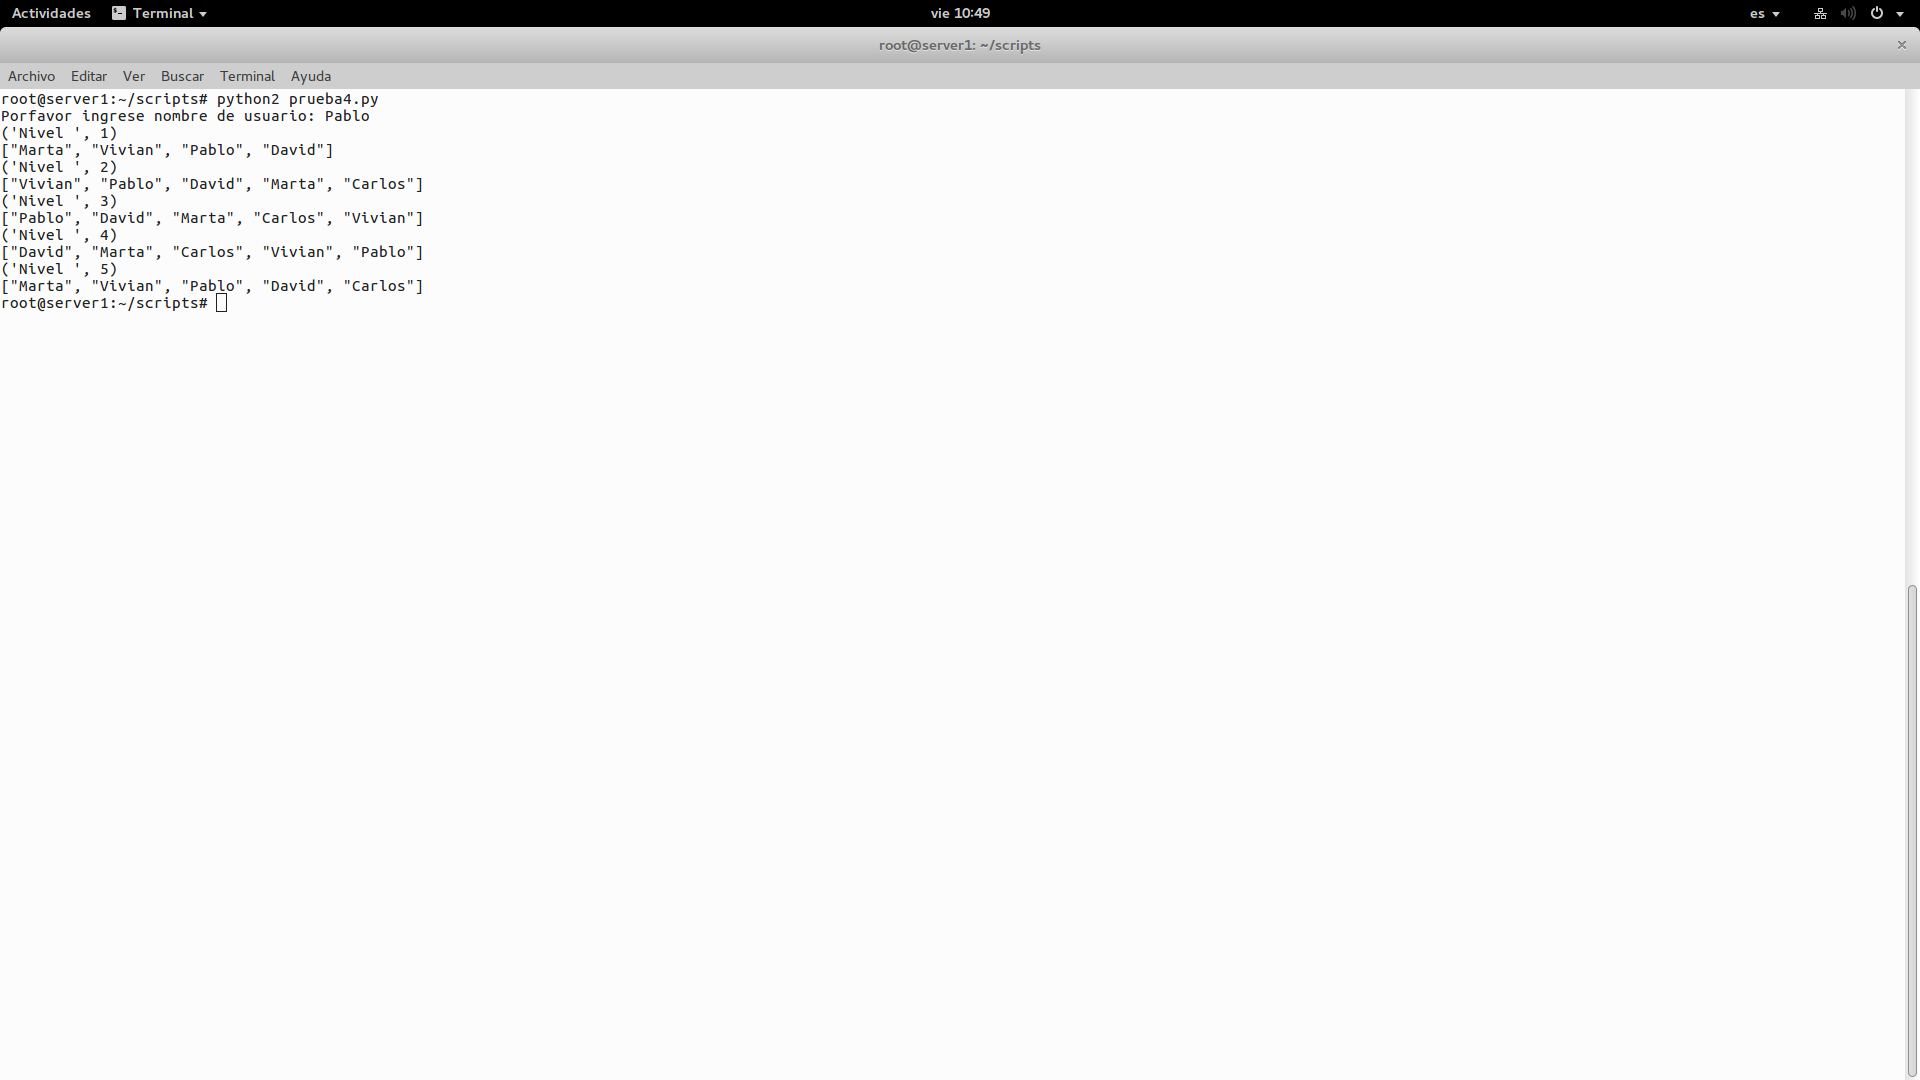 Actividades Terminal vie 10:49 es
root@server1: ~/scripts
Archivo Editar Ver Buscar Terminal Ayuda
root@server1:~/scripts# python2 prueba4.py
Porfavor ingrese nombre de usuario: Pablo
('Nivel ', 1)
["Marta", "Vivian", "Pablo", "David"]
('Nivel ', 2)
["Vivian", "Pablo", "David", "Marta", "Carlos"]
('Nivel ', 3)
["Pablo", "David", "Marta", "Carlos", "Vivian"]
('Nivel ', 4)
["David", "Marta", "Carlos", "Vivian", "Pablo"]
('Nivel ', 5)
["Marta", "Vivian", "Pablo", "David", "Carlos"]
root@server1:~/scripts#